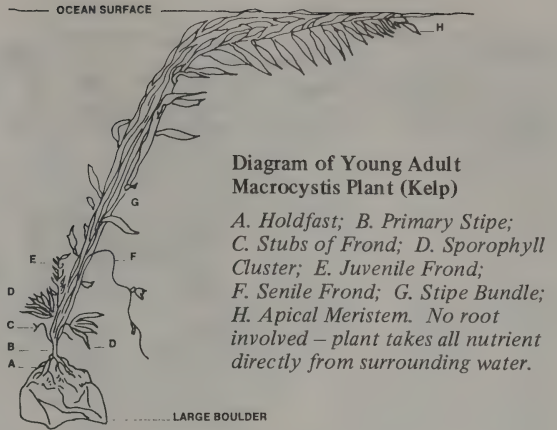 OCEAN SURFACE
H
Diagram of Young Adult
Macrocystis Plant (Kelp)
G
A. Holdfast; B. Primary Stipe;
C. Stubs of Frond; D. Sporophyll
Cluster; E. Juvenile Frond;
F. Senile Frond; G. Stipe Bundle;
H. Apical Meristem. No root
involved – plant takes all nutrient
directly from surrounding water.
E
F
D
C
B
D
A
LARGE BOULDER